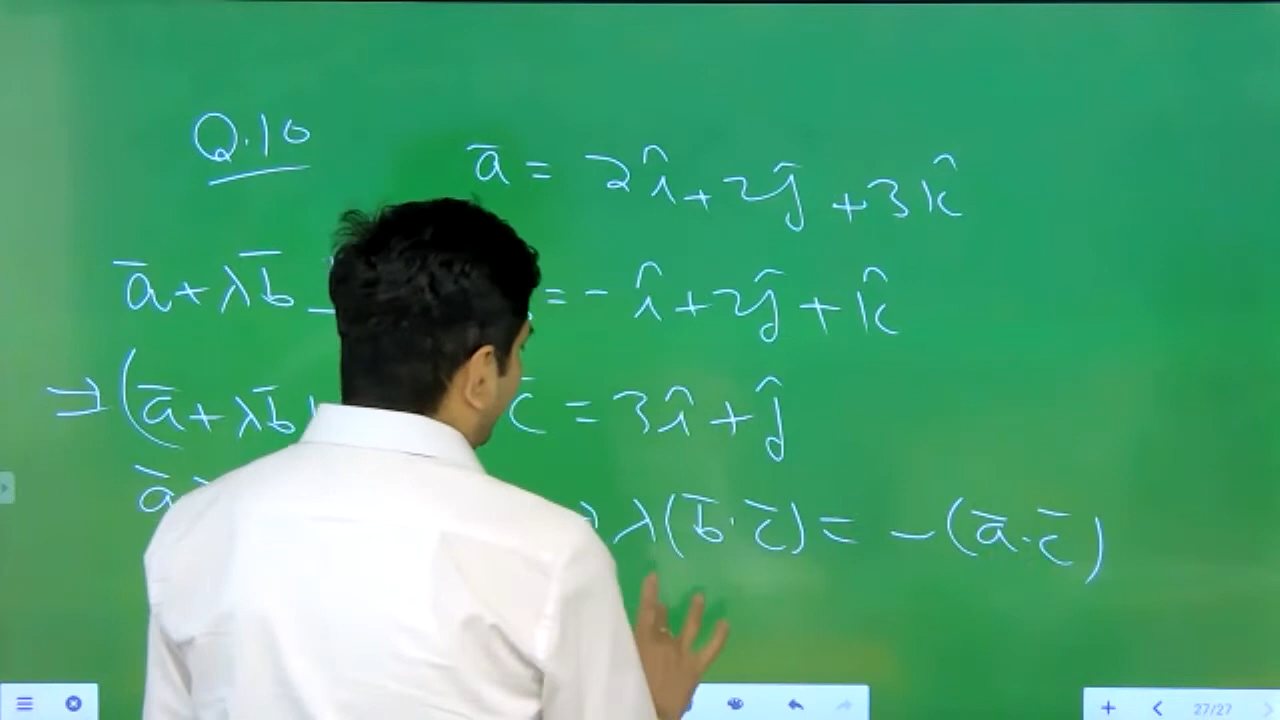 Q.10
a̅ = 2î + 2ĵ + 3k̂
a̅ + λb̅ = - î + 2ĵ + k̂
⇒ (a̅ + λb̅ c̅ = 3î + ĵ
a̅ λ(b̅.c̅) = -(a̅.c̅)
27/27